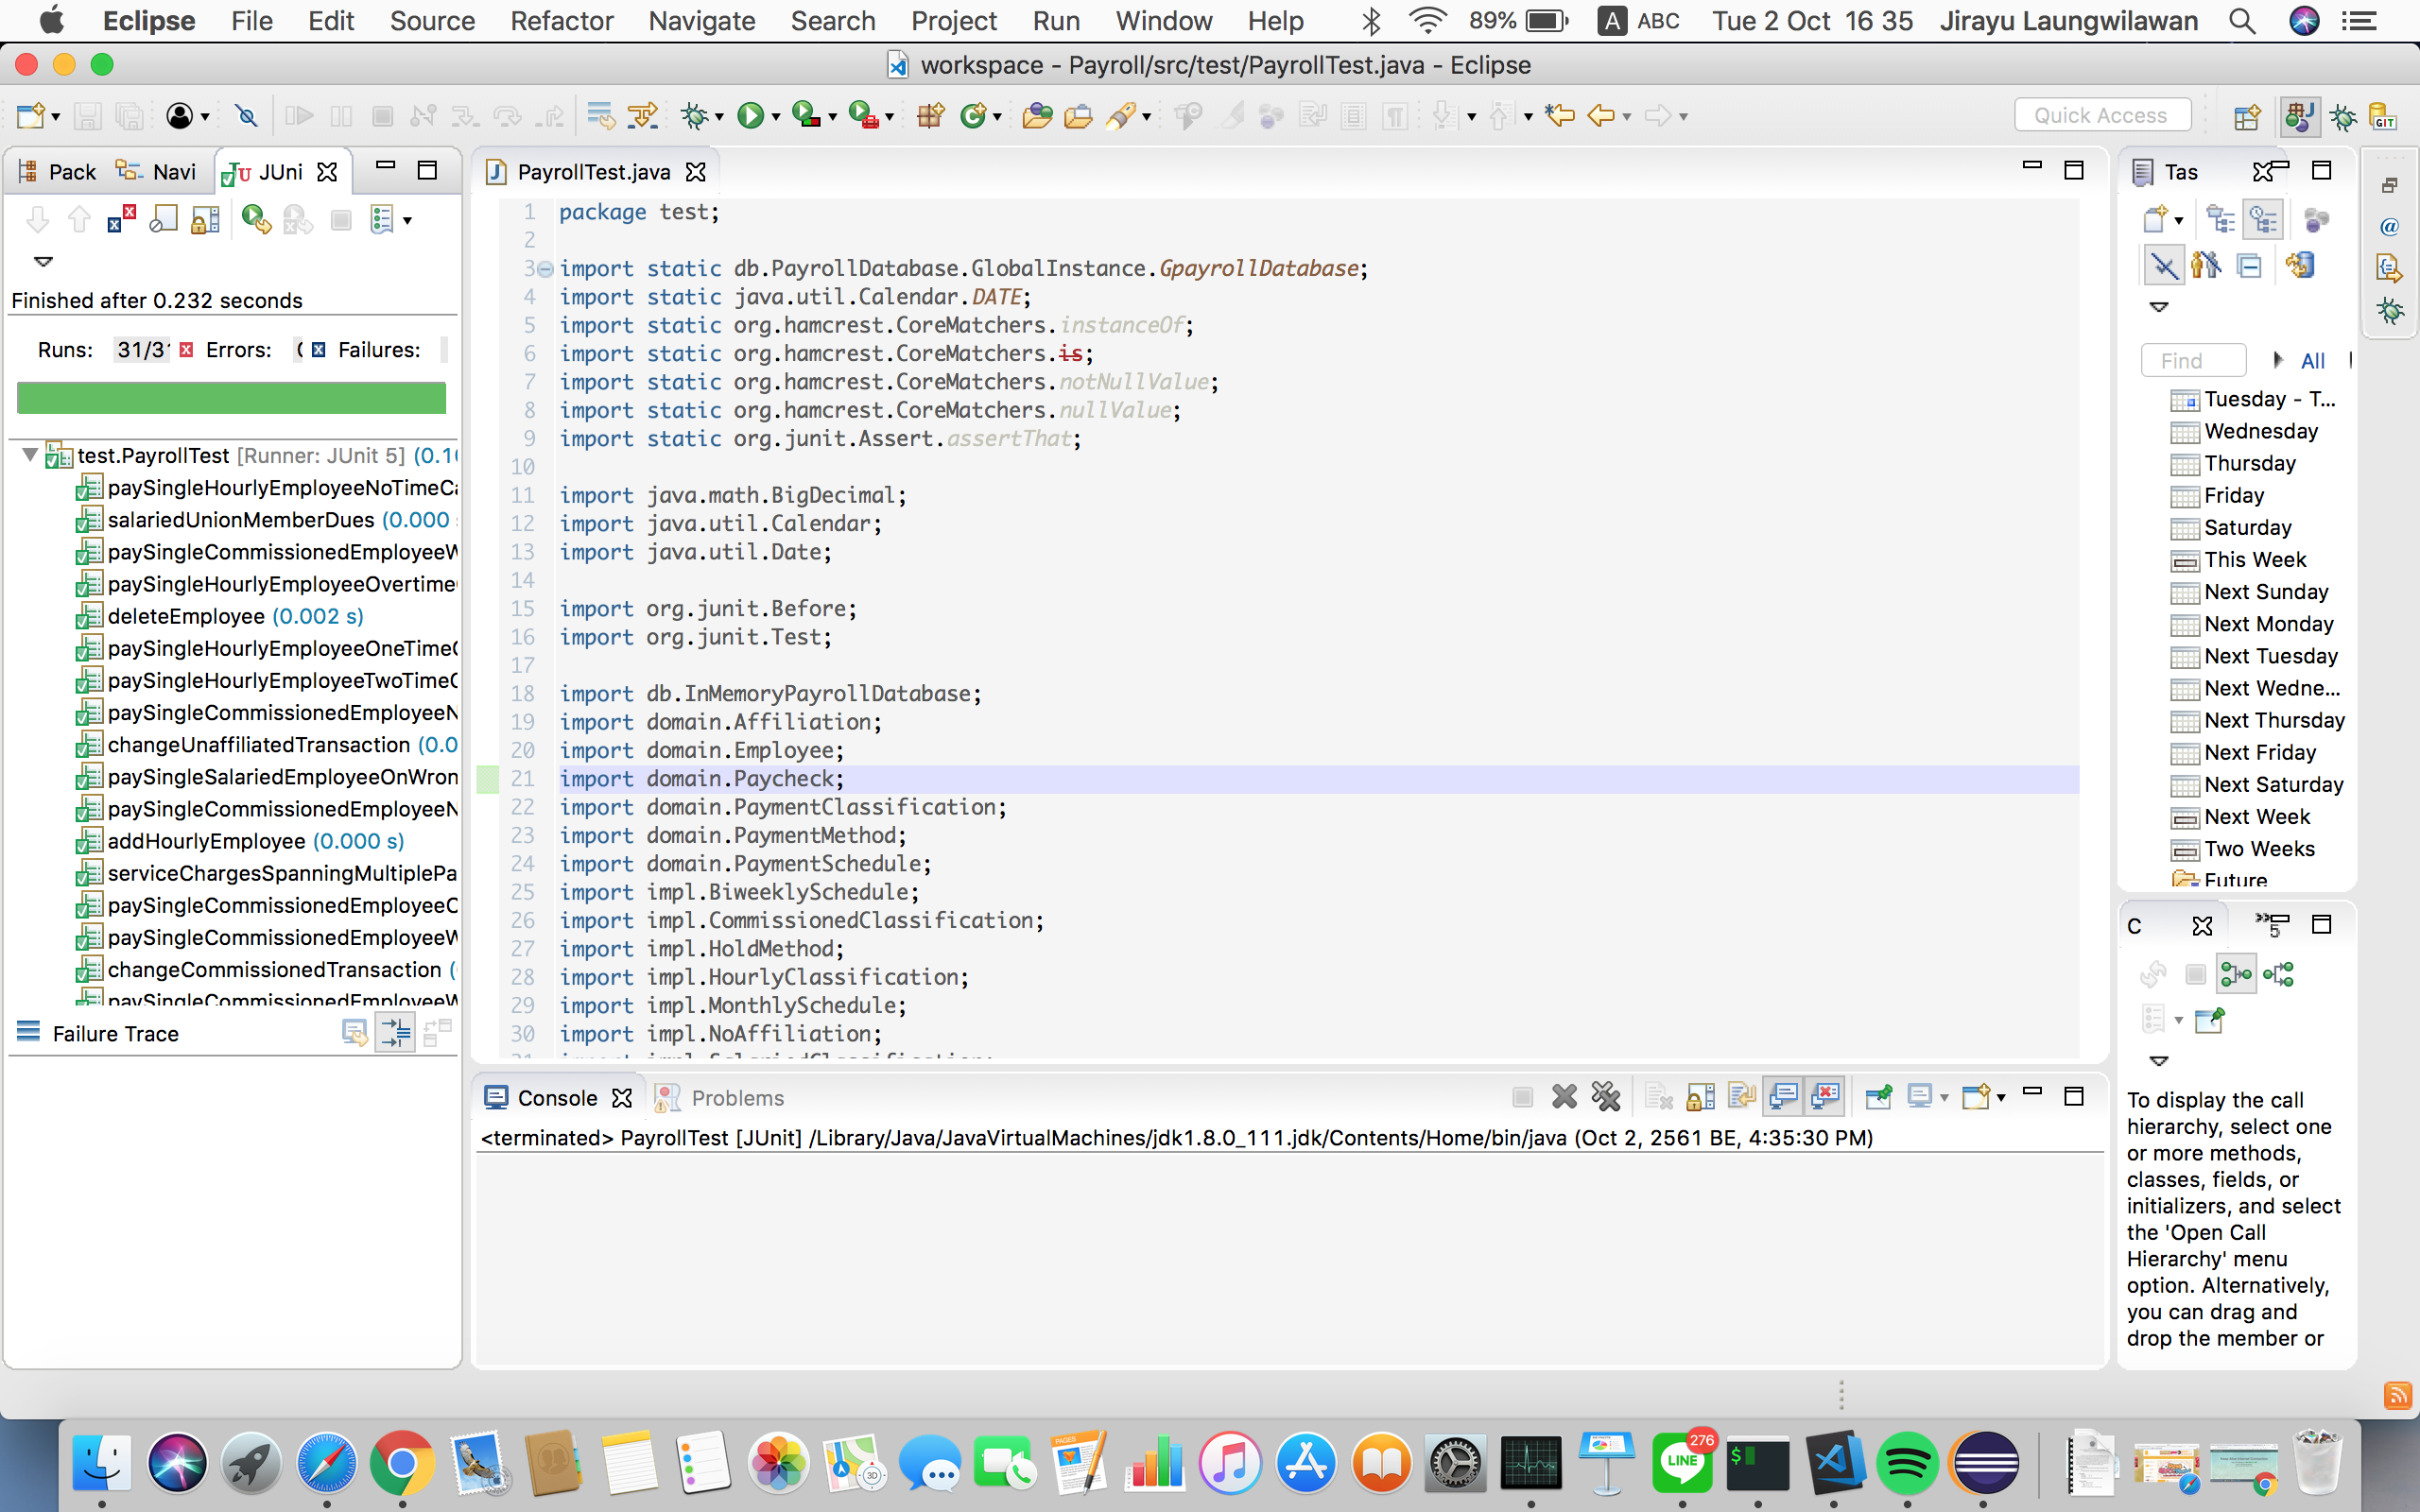 Eclipse File Edit Source Refactor Navigate Search Project Run Window Help 89% A ABC Tue 2 Oct 16 35 Jirayu Laungwilawan
workspace - Payroll/src/test/PayrollTest.java - Eclipse
Quick Access
GIT
Pack Navi JUni
Finished after 0.232 seconds
Runs: 31/3 Errors: Failures:
test.PayrollTest [Runner: JUnit 5] (0.1
paySingleHourlyEmployeeNoTimeCa
salariedUnionMemberDues (0.000
paySingleCommissionedEmployeeW
paySingleHourlyEmployeeOvertime
deleteEmployee (0.002 s)
paySingleHourlyEmployeeOneTimeC
paySingleHourlyEmployeeTwoTimeC
paySingleCommissionedEmployeeN
changeUnaffiliatedTransaction (0.0
paySingleSalariedEmployeeOnWron
paySingleCommissionedEmployeeN
addHourlyEmployee (0.000 s)
serviceChargesSpanningMultiplePa
paySingleCommissionedEmployeeC
paySingleCommissionedEmployeeW
changeCommissionedTransaction (
paySingleCommissionedEmployeeW
Failure Trace
PayrollTest.java
1 package test;
2
3 import static db.PayrollDatabase.GlobalInstance.GpayrollDatabase;
4 import static java.util.Calendar.DATE;
5 import static org.hamcrest.CoreMatchers.instanceOf;
6 import static org.hamcrest.CoreMatchers.is;
7 import static org.hamcrest.CoreMatchers.notNullValue;
8 import static org.hamcrest.CoreMatchers.nullValue;
9 import static org.junit.Assert.assertThat;
10
11 import java.math.BigDecimal;
12 import java.util.Calendar;
13 import java.util.Date;
14
15 import org.junit.Before;
16 import org.junit.Test;
17
18 import db.InMemoryPayrollDatabase;
19 import domain.Affiliation;
20 import domain.Employee;
21 import domain.Paycheck;
22 import domain.PaymentClassification;
23 import domain.PaymentMethod;
24 import domain.PaymentSchedule;
25 import impl.BiweeklySchedule;
26 import impl.CommissionedClassification;
27 import impl.HoldMethod;
28 import impl.HourlyClassification;
29 import impl.MonthlySchedule;
30 import impl.NoAffiliation;
31 import impl.SalariedClassification;
Console Problems
<terminated> PayrollTest [JUnit] /Library/Java/JavaVirtualMachines/jdk1.8.0_111.jdk/Contents/Home/bin/java (Oct 2, 2561 BE, 4:35:30 PM)
Tas
Find All
Tuesday - T...
Wednesday
Thursday
Friday
Saturday
This Week
Next Sunday
Next Monday
Next Tuesday
Next Wedne...
Next Thursday
Next Friday
Next Saturday
Next Week
Two Weeks
Future
C 5
To display the call
hierarchy, select one
or more methods,
classes, fields, or
initializers, and select
the 'Open Call
Hierarchy' menu
option. Alternatively,
you can drag and
drop the member or
PAGES
3D
LINE
276